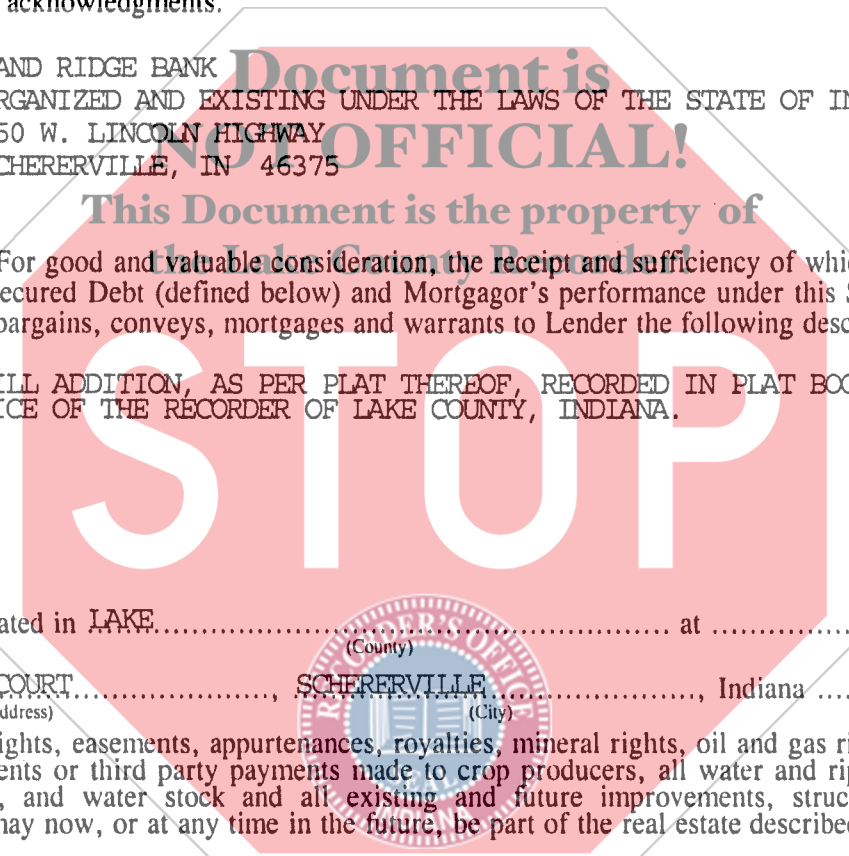 acknowledgments.
AND RIDGE BANK
RGANIZED AND EXISTING UNDER THE LAWS OF THE STATE OF IN
50 W. LINCOLN HIGHWAY
CHERERVILLE, IN 46375
Document is
NOT OFFICIAL!
This Document is the property of
the Lake County Recorder!
For good and valuable consideration, the receipt and sufficiency of whi
ecured Debt (defined below) and Mortgagor's performance under this S
bargains, conveys, mortgages and warrants to Lender the following desc
ILL ADDITION, AS PER PLAT THEREOF, RECORDED IN PLAT BOO
ICE OF THE RECORDER OF LAKE COUNTY, INDIANA.
STOP
ated in LAKE at
(County)
COURT, SCHERERVILLE, Indiana
ddress) (City)
RECORDER'S OFFICE
INDIANA
ights, easements, appurtenances, royalties, mineral rights, oil and gas ri
ents or third party payments made to crop producers, all water and rip
, and water stock and all existing and future improvements, struc
may now, or at any time in the future, be part of the real estate described